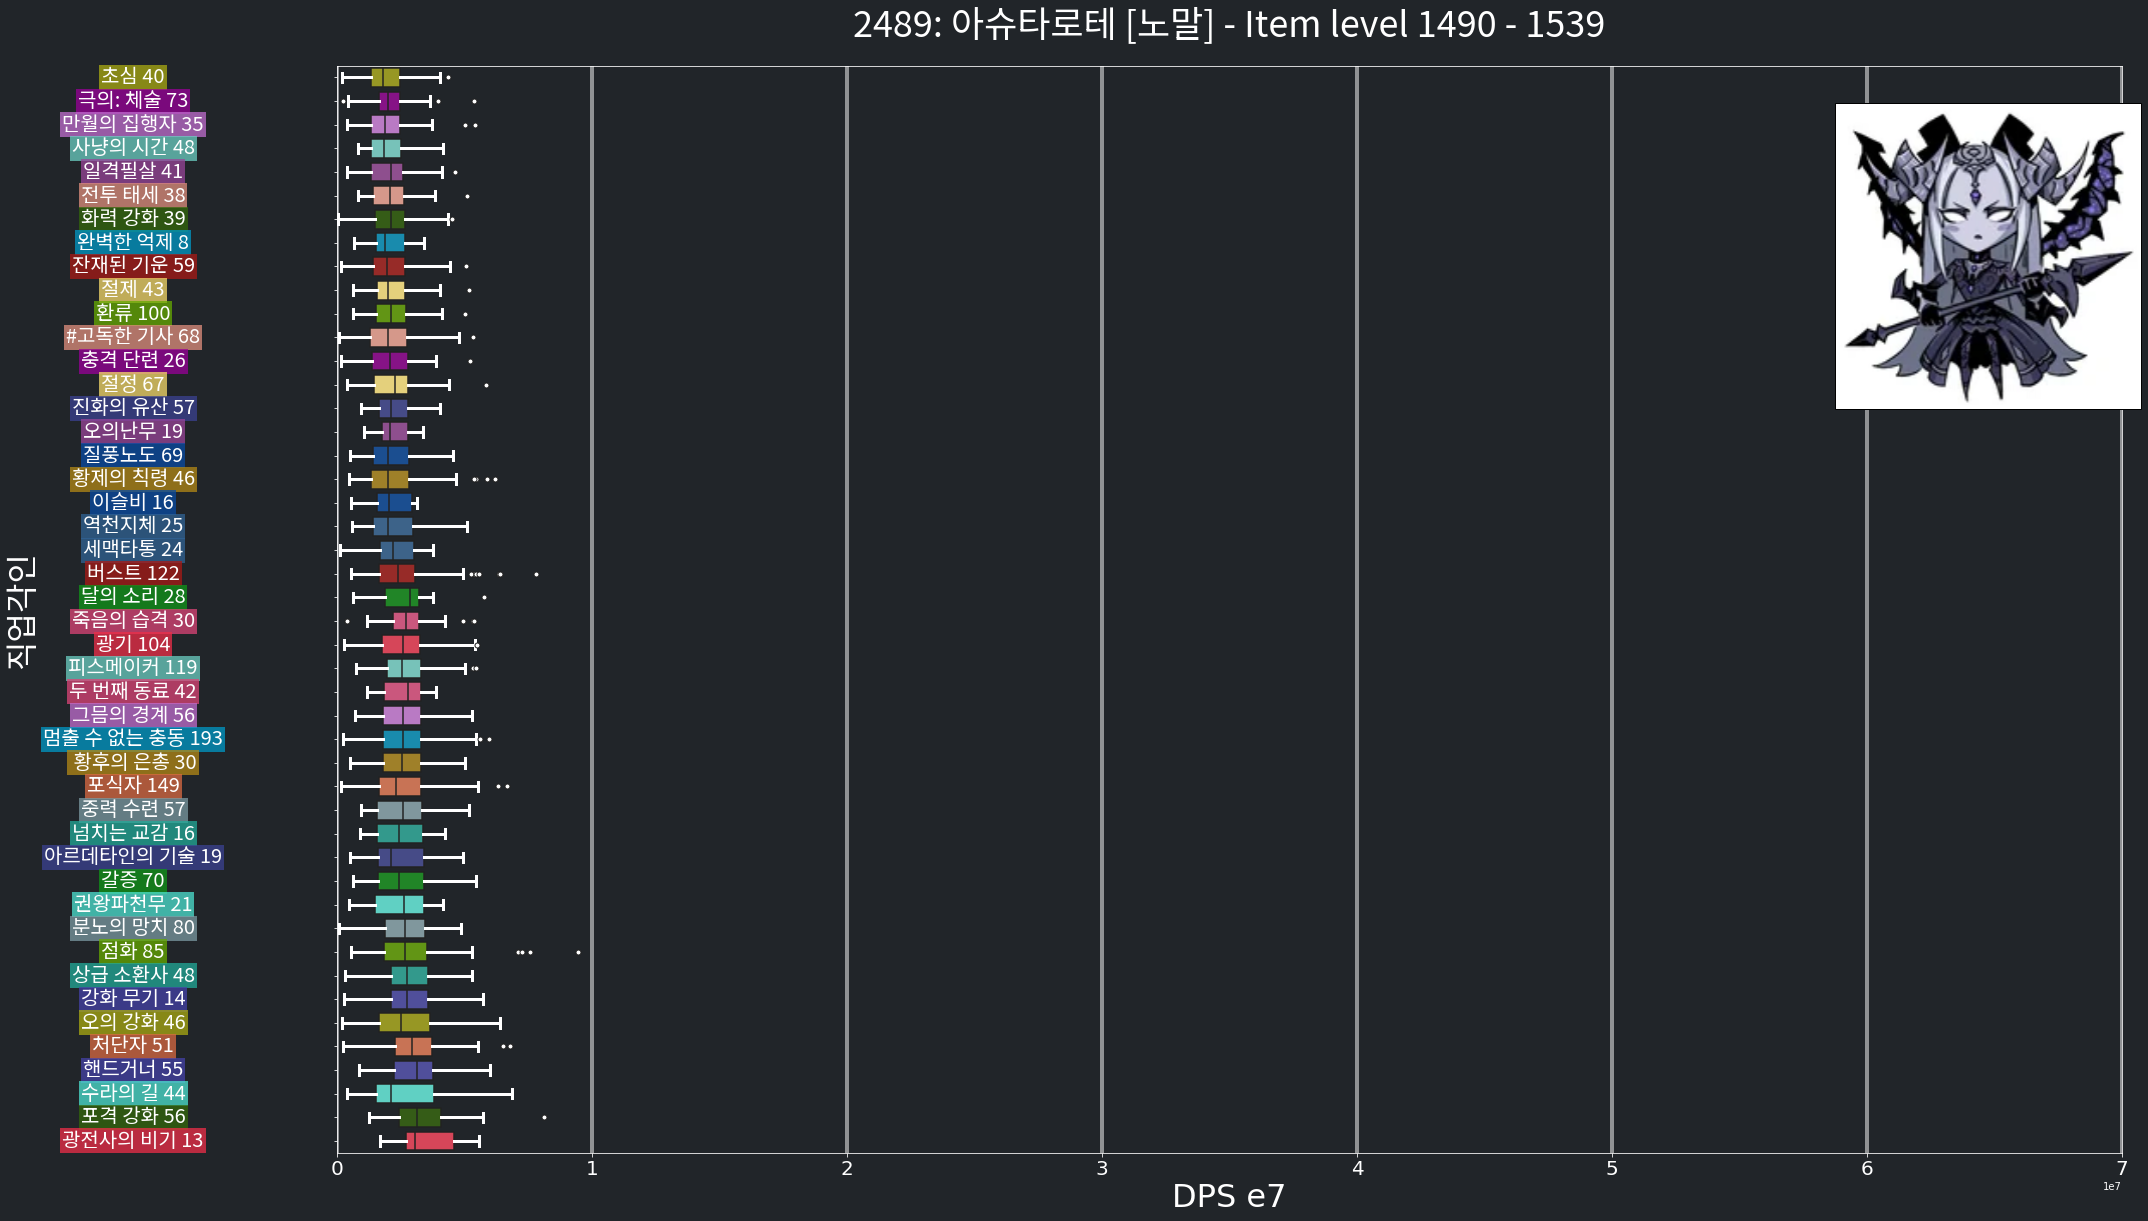 2489: 아슈타로테 [노말] - Item level 1490 - 1539
초심 40
극의: 체술 73
만월의 집행자 35
사냥의 시간 48
일격필살 41
전투 태세 38
화력 강화 39
완벽한 억제 8
잔재된 기운 59
절제 43
환류 100
#고독한 기사 68
충격 단련 26
절정 67
진화의 유산 57
오의난무 19
질풍노도 69
황제의 칙령 46
이슬비 16
역천지체 25
세맥타통 24
버스트 122
달의 소리 28
죽음의 습격 30
광기 104
피스메이커 119
두 번째 동료 42
그믐의 경계 56
멈출 수 없는 충동 193
황후의 은총 30
포식자 149
중력 수련 57
넘치는 교감 16
아르데타인의 기술 19
갈증 70
권왕파천무 21
분노의 망치 80
점화 85
상급 소환사 48
강화 무기 14
오의 강화 46
처단자 51
핸드거너 55
수라의 길 44
포격 강화 56
광전사의 비기 13
직업각인
0 1 2 3 4 5 6 7
1e7
DPS e7